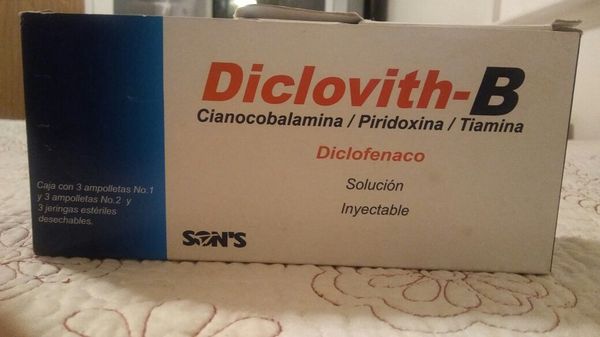 Diclovith-B
Cianocobalamina / Piridoxina / Tiamina
Diclofenaco
Solución
Inyectable
Caja con 3 ampolletas No.1
y 3 ampolletas No.2 y
3 jeringas estériles
desechables.
SON'S